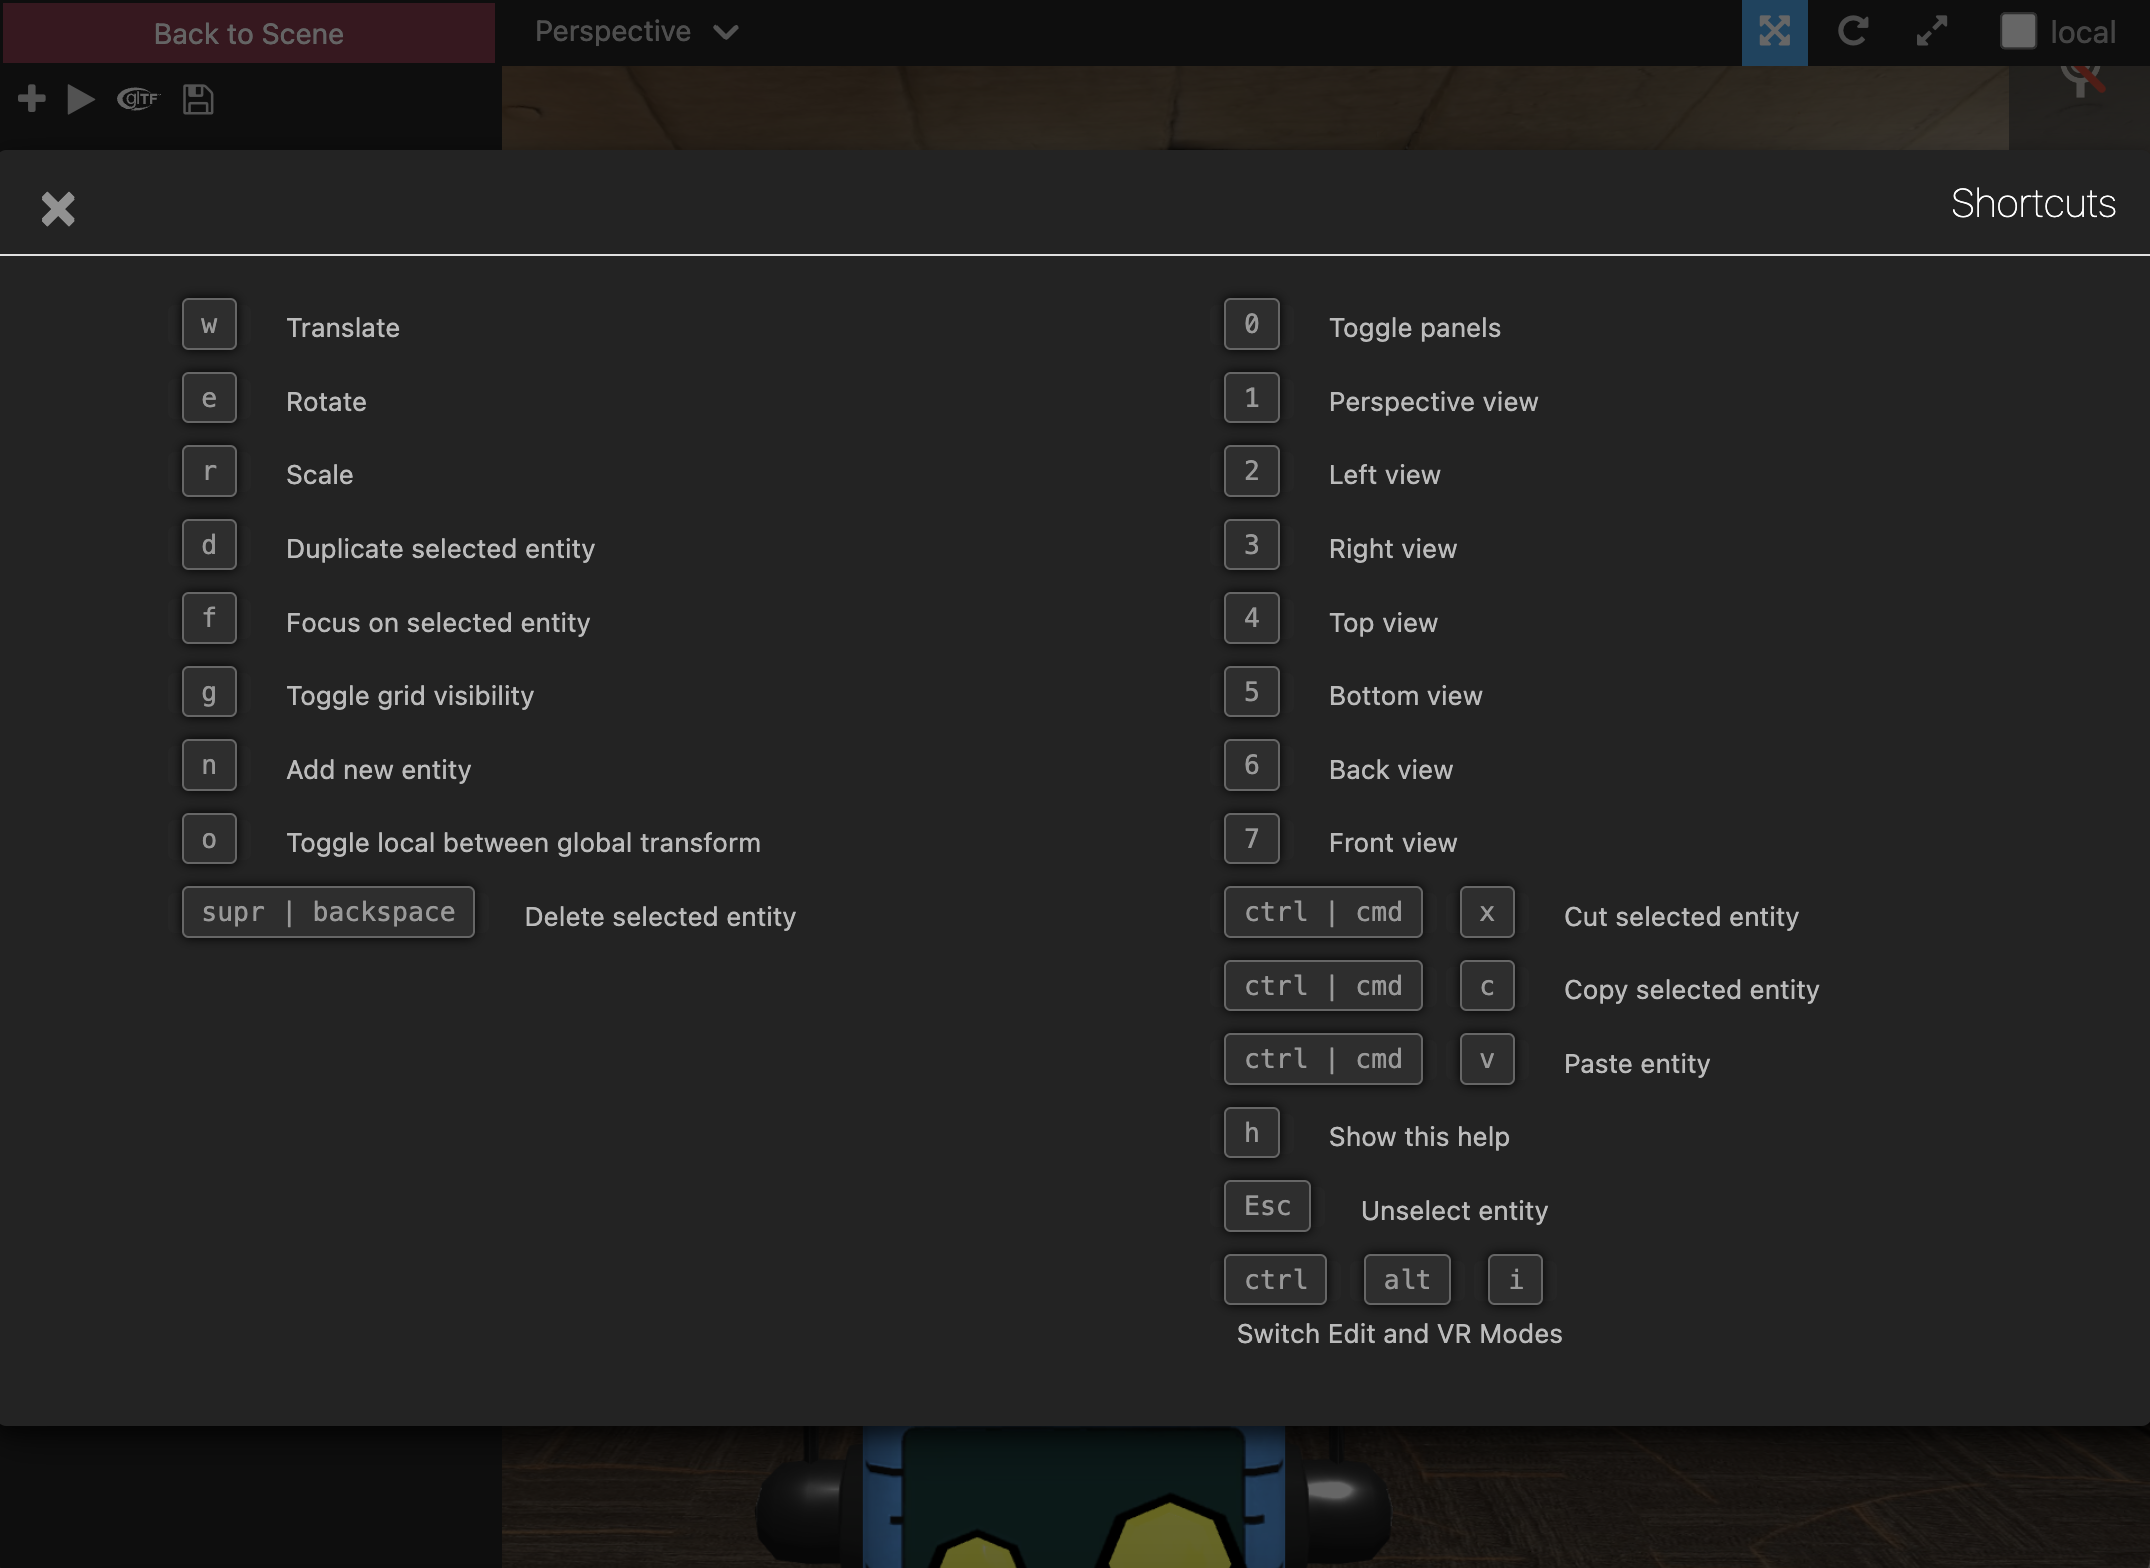 Back to Scene
Perspective
local
glTF
Shortcuts
w Translate
e Rotate
r Scale
d Duplicate selected entity
f Focus on selected entity
g Toggle grid visibility
n Add new entity
o Toggle local between global transform
supr | backspace Delete selected entity
0 Toggle panels
1 Perspective view
2 Left view
3 Right view
4 Top view
5 Bottom view
6 Back view
7 Front view
ctrl | cmd x Cut selected entity
ctrl | cmd c Copy selected entity
ctrl | cmd v Paste entity
h Show this help
Esc Unselect entity
ctrl alt i
Switch Edit and VR Modes